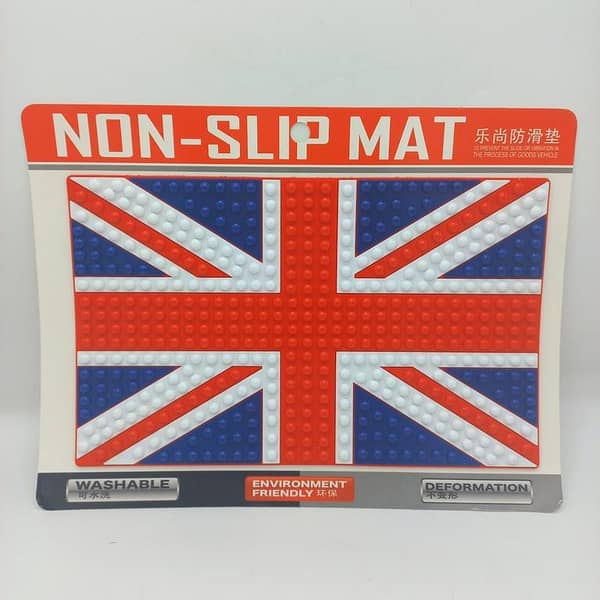 NON-SLIP MAT
乐尚防滑垫
TO PREVENT THE SLIDE OR VIBRATION IN
THE PROCESS OF GOODS VEHICLE
WASHABLE
可水洗
ENVIRONMENT
FRIENDLY 环保
DEFORMATION
不变形